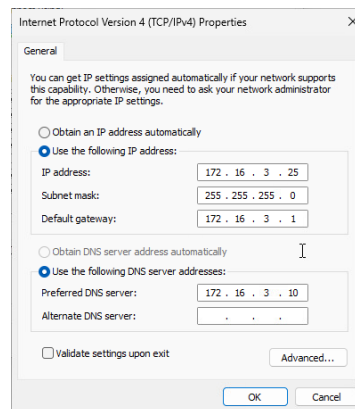 Internet Protocol Version 4 (TCP/IPv4) Properties
General
You can get IP settings assigned automatically if your network supports
this capability. Otherwise, you need to ask your network administrator
for the appropriate IP settings.
Obtain an IP address automatically
Use the following IP address:
IP address: 172 . 16 . 3 . 25
Subnet mask: 255 . 255 . 255 . 0
Default gateway: 172 . 16 . 3 . 1
Obtain DNS server address automatically
Use the following DNS server addresses:
Preferred DNS server: 172 . 16 . 3 . 10
Alternate DNS server: . . .
Validate settings upon exit
Advanced...
OK Cancel